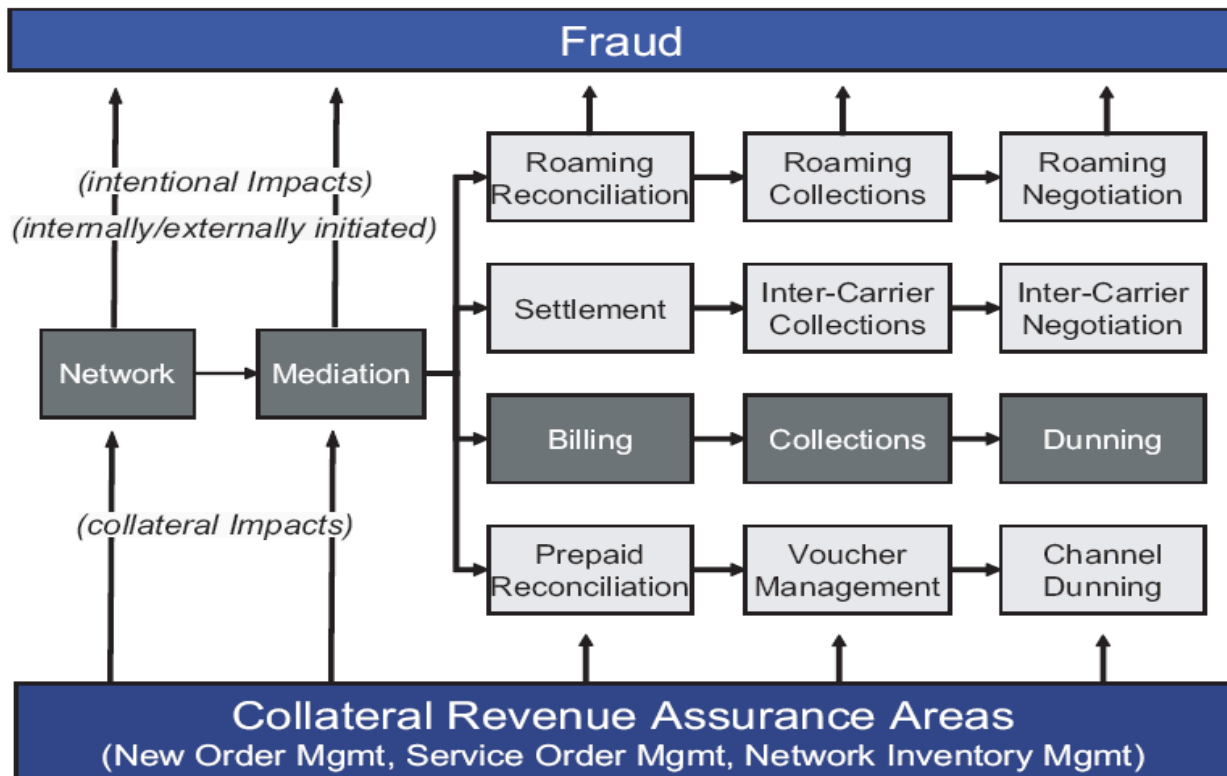 Fraud
(intentional Impacts)
(internally/externally initiated)
Roaming
Reconciliation
Roaming
Collections
Roaming
Negotiation
Settlement
Inter-Carrier
Collections
Inter-Carrier
Negotiation
Network
Mediation
Billing
Collections
Dunning
(collateral Impacts)
Prepaid
Reconciliation
Voucher
Management
Channel
Dunning
Collateral Revenue Assurance Areas
(New Order Mgmt, Service Order Mgmt, Network Inventory Mgmt)